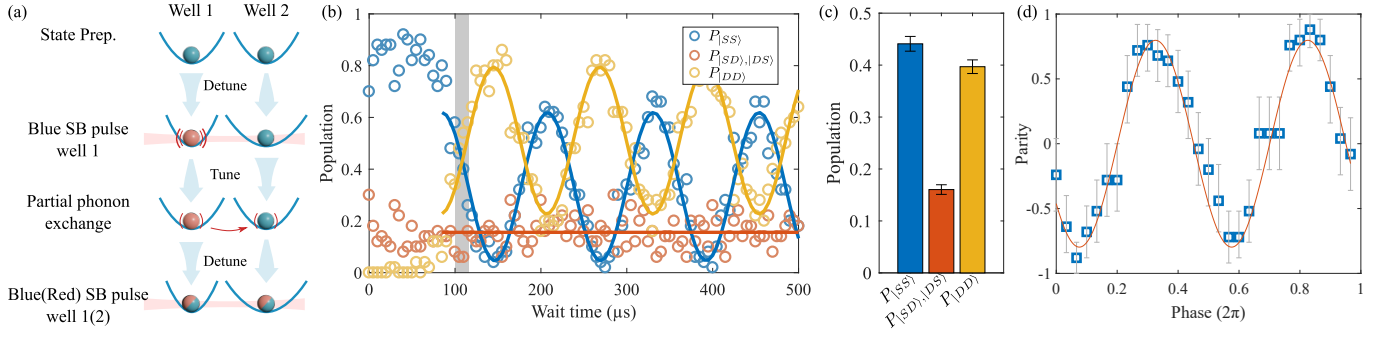 (a)
Well 1
Well 2
State Prep.
Detune
Blue SB pulse
well 1
Tune
Partial phonon
exchange
Detune
Blue(Red) SB pulse
well 1(2)
(b)
Population
1
0.8
0.6
0.4
0.2
0
0
100
200
300
400
500
Wait time (µs)
P|SS⟩
P|SD⟩,|DS⟩
P|DD⟩
(c)
Population
0.5
0.4
0.3
0.2
0.1
0
P|SS⟩
P|SD⟩,|DS⟩
P|DD⟩
(d)
Parity
1
0.5
0
-0.5
-1
0
0.2
0.4
0.6
0.8
1
Phase (2π)